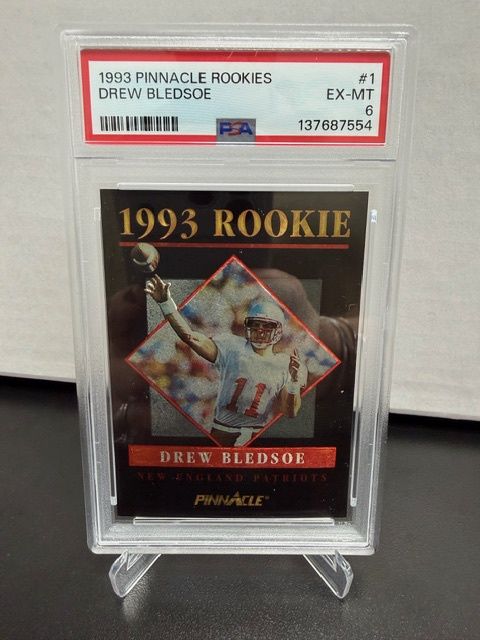 1993 PINNACLE ROOKIES #1
DREW BLEDSOE EX-MT
6
PSA 137687554
1993 ROOKIE
11
DREW BLEDSOE
NEW ENGLAND PATRIOTS
PINNACLE